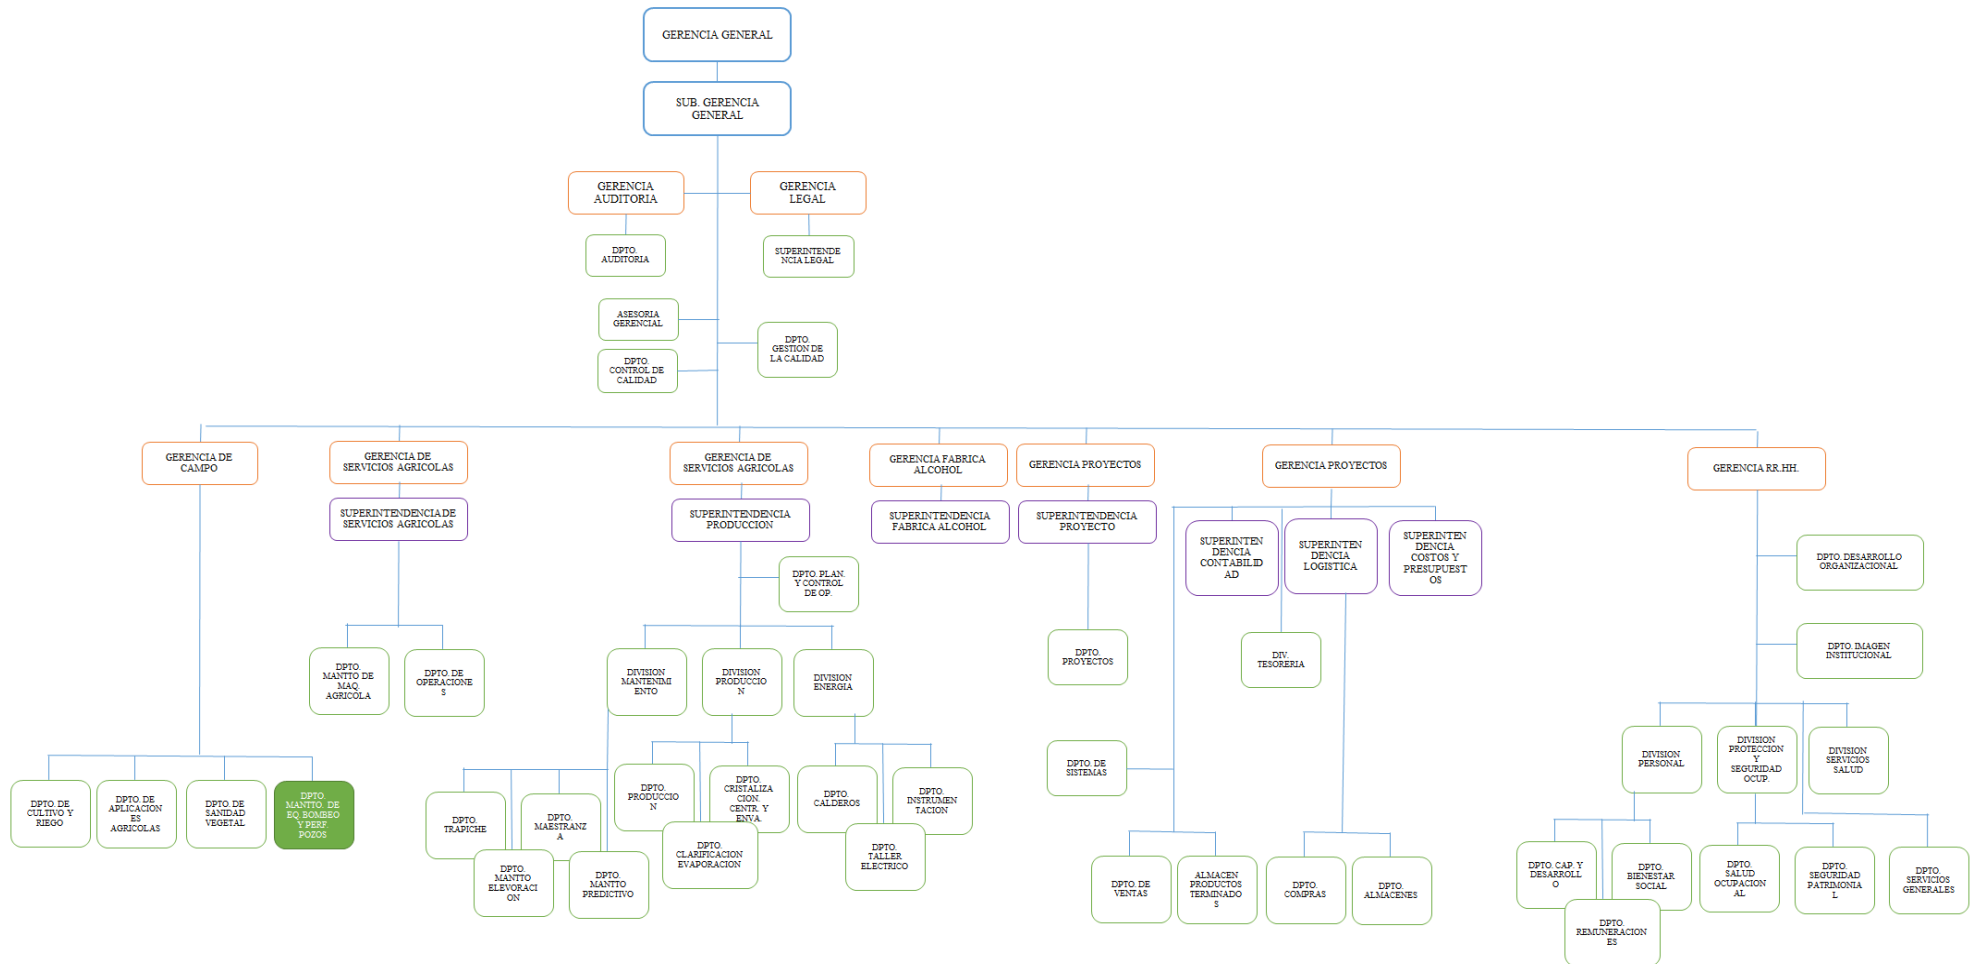 GERENCIA GENERAL
SUB. GERENCIA
GENERAL
GERENCIA
AUDITORIA
GERENCIA
LEGAL
DPTO.
AUDITORIA
SUPERINTENDE
NCIA LEGAL
ASESORIA
GERENCIAL
DPTO.
GESTION DE
LA CALIDAD
DPTO.
CONTROL DE
CALIDAD
GERENCIA DE
CAMPO
GERENCIA DE
SERVICIOS AGRICOLAS
GERENCIA DE
SERVICIOS AGRICOLAS
GERENCIA FABRICA
ALCOHOL
GERENCIA PROYECTOS
GERENCIA PROYECTOS
GERENCIA RR.HH.
SUPERINTENDENCIA DE
SERVICIOS AGRICOLAS
SUPERINTENDENCIA
PRODUCCION
SUPERINTENDENCIA
FABRICA ALCOHOL
SUPERINTENDENCIA
PROYECTO
SUPERINTEN
DENCIA
CONTABILID
AD
SUPERINTEN
DENCIA
LOGISTICA
SUPERINTEN
DENCIA
COSTOS Y
PRESUPUEST
OS
DPTO. DESARROLLO
ORGANIZACIONAL
DPTO. PLAN.
Y CONTROL
DE OP.
DPTO. IMAGEN
INSTITUCIONAL
DPTO.
MANTTO DE
MAQ.
AGRICOLA
DPTO. DE
OPERACIONE
S
DIVISION
MANTENIMI
ENTO
DIVISION
PRODUCCIO
N
DIVISION
ENERGIA
DPTO.
PROYECTOS
DIV.
TESORERIA
DPTO. DE
SISTEMAS
DIVISION
PERSONAL
DIVISION
PROTECCION
Y
SEGURIDAD
OCUP.
DIVISION
SERVICIOS
SALUD
DPTO. DE
CULTIVO Y
RIEGO
DPTO. DE
APLICACION
ES
AGRICOLAS
DPTO. DE
SANIDAD
VEGETAL
DPTO.
MANTTO. DE
EQ. BOMBEO
Y PERF.
POZOS
DPTO.
TRAPICHE
DPTO.
MAESTRANZ
A
DPTO.
MANTTO
ELEVORACI
ON
DPTO.
MANTTO
PREDICTIVO
DPTO.
PRODUCCIO
N
DPTO.
CRISTALIZA
CION.
CENTR. Y
ENVA.
DPTO.
CLARIFICACION
EVAPORACION
DPTO.
CALDEROS
DPTO.
INSTRUMEN
TACION
DPTO.
TALLER
ELECTRICO
DPTO. DE
VENTAS
ALMACEN
PRODUCTOS
TERMINADO
S
DPTO.
COMPRAS
DPTO.
ALMACENES
DPTO. CAP. Y
DESARROLL
O
DPTO.
BIENESTAR
SOCIAL
DPTO.
REMUNERACION
ES
DPTO.
SALUD
OCUPACION
AL
DPTO.
SEGURIDAD
PATRIMONIA
L
DPTO.
SERVICIOS
GENERALES